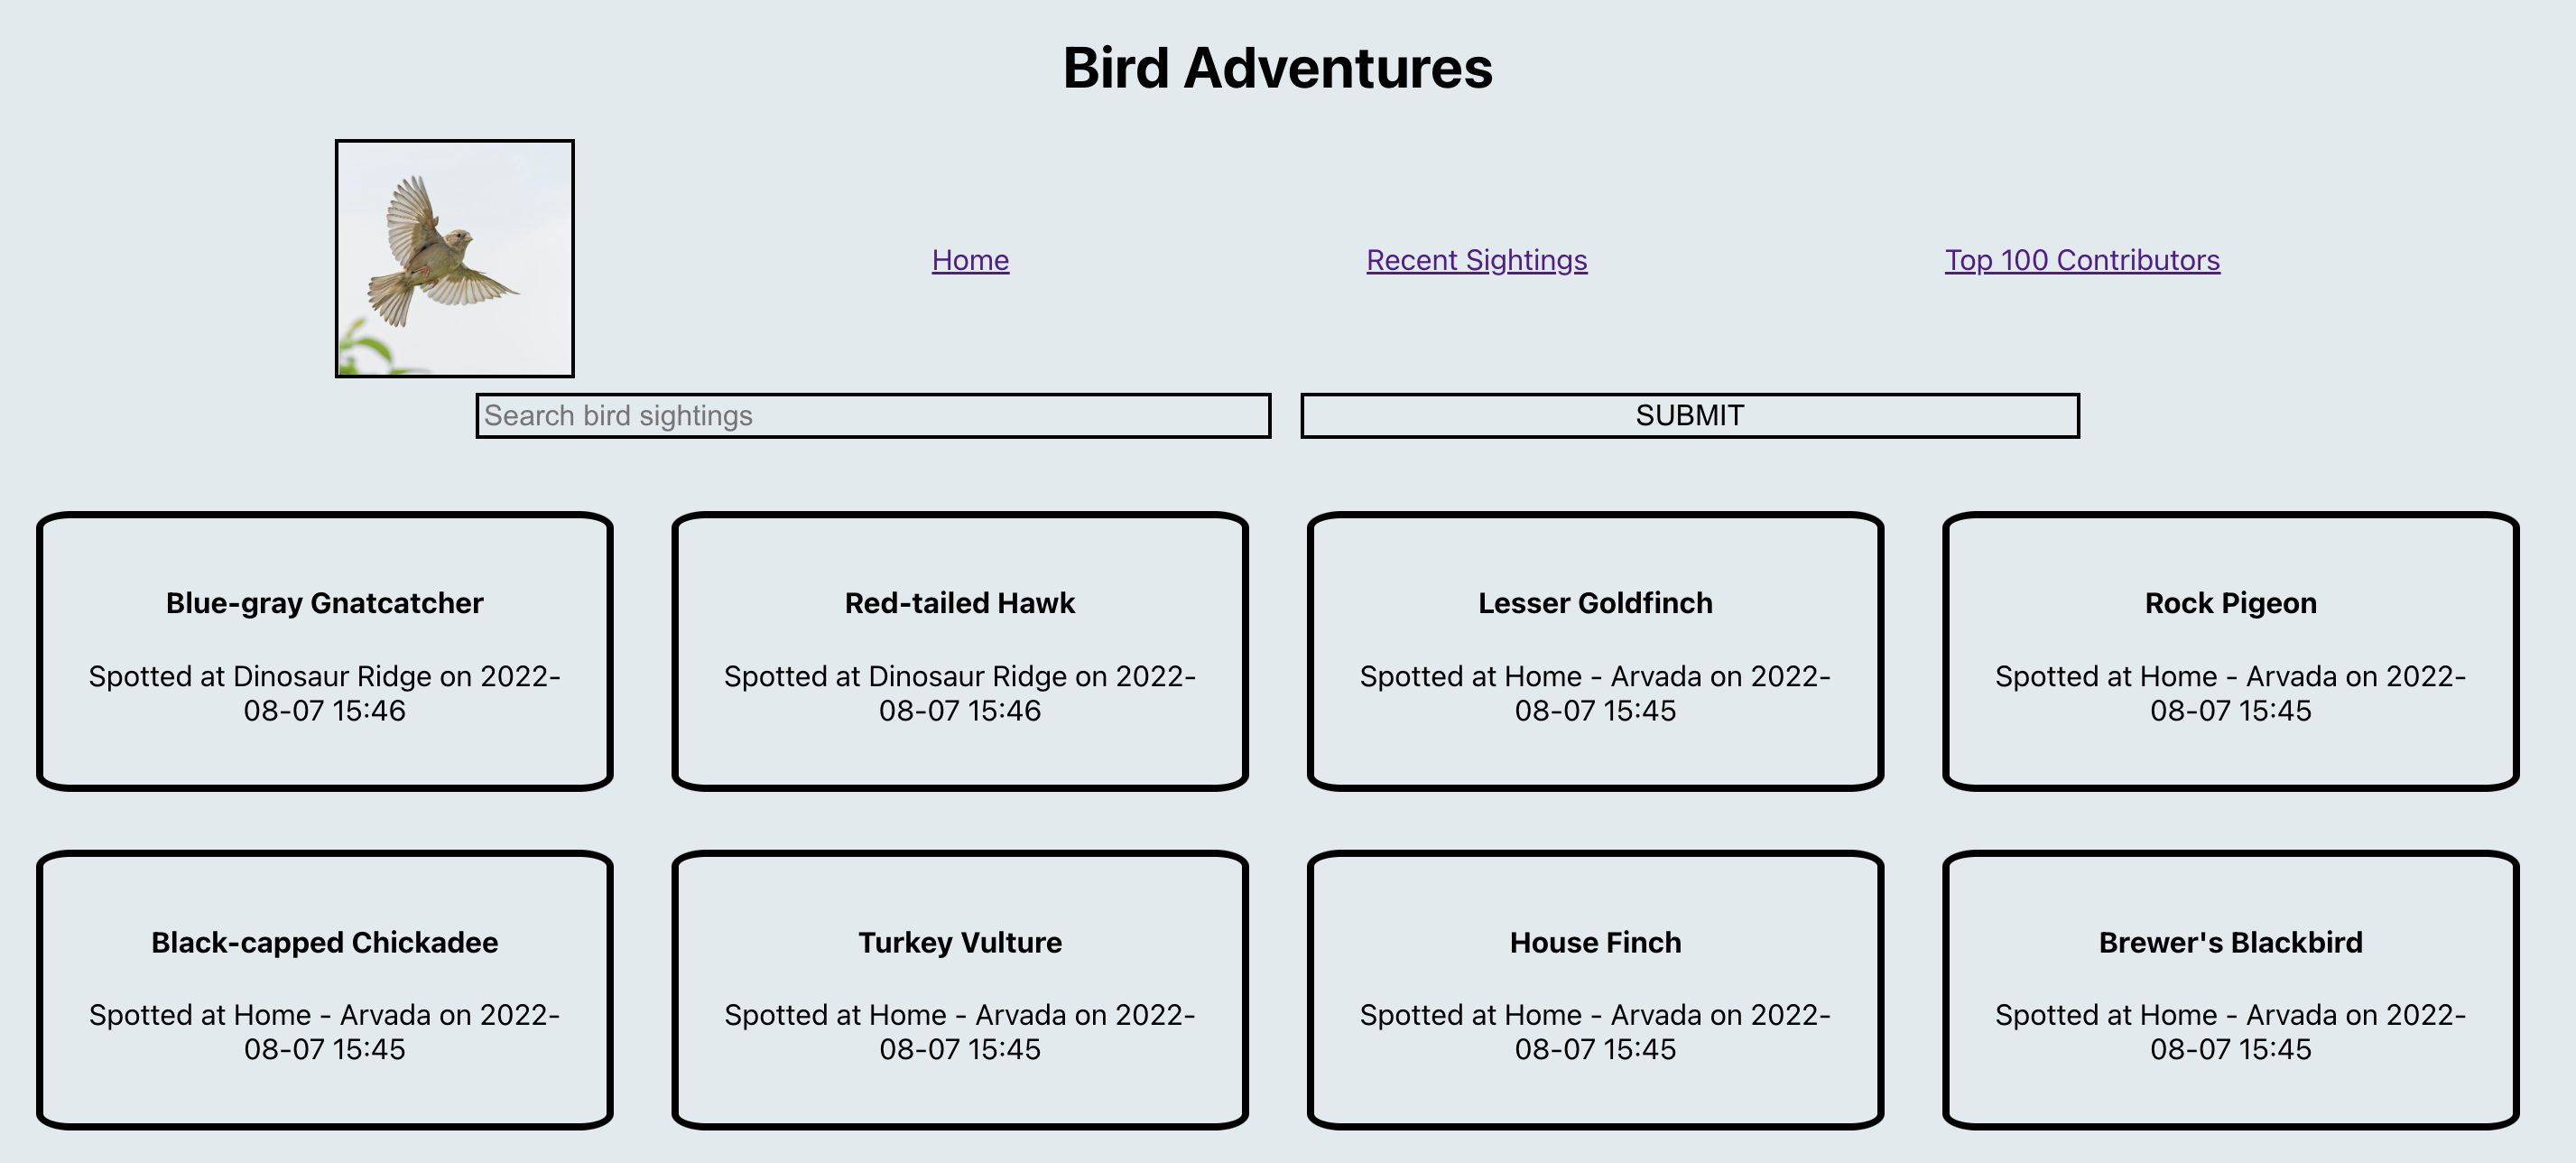 Bird Adventures
Home
Recent Sightings
Top 100 Contributors
Search bird sightings
SUBMIT
Blue-gray Gnatcatcher
Spotted at Dinosaur Ridge on 2022-
08-07 15:46
Red-tailed Hawk
Spotted at Dinosaur Ridge on 2022-
08-07 15:46
Lesser Goldfinch
Spotted at Home - Arvada on 2022-
08-07 15:45
Rock Pigeon
Spotted at Home - Arvada on 2022-
08-07 15:45
Black-capped Chickadee
Spotted at Home - Arvada on 2022-
08-07 15:45
Turkey Vulture
Spotted at Home - Arvada on 2022-
08-07 15:45
House Finch
Spotted at Home - Arvada on 2022-
08-07 15:45
Brewer's Blackbird
Spotted at Home - Arvada on 2022-
08-07 15:45